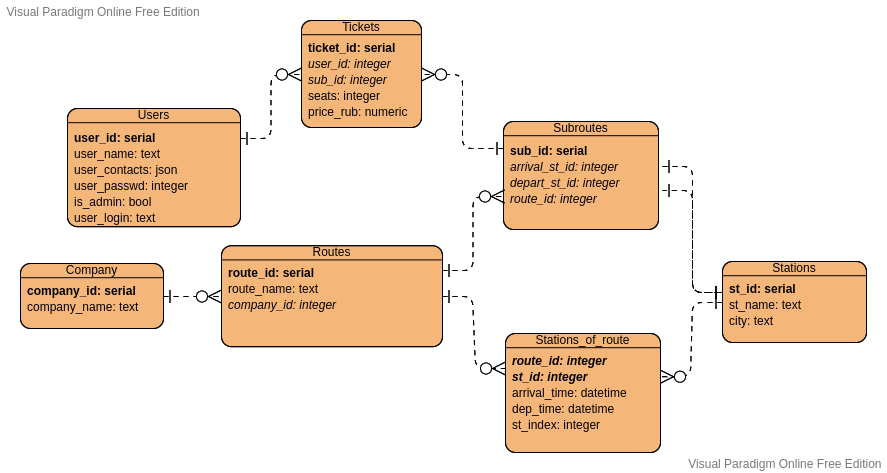 Visual Paradigm Online Free Edition
Tickets
ticket_id: serial
user_id: integer
sub_id: integer
seats: integer
price_rub: numeric
Users
user_id: serial
user_name: text
user_contacts: json
user_passwd: integer
is_admin: bool
user_login: text
Subroutes
sub_id: serial
arrival_st_id: integer
depart_st_id: integer
route_id: integer
Company
company_id: serial
company_name: text
Routes
route_id: serial
route_name: text
company_id: integer
Stations
st_id: serial
st_name: text
city: text
Stations_of_route
route_id: integer
st_id: integer
arrival_time: datetime
dep_time: datetime
st_index: integer
Visual Paradigm Online Free Edition